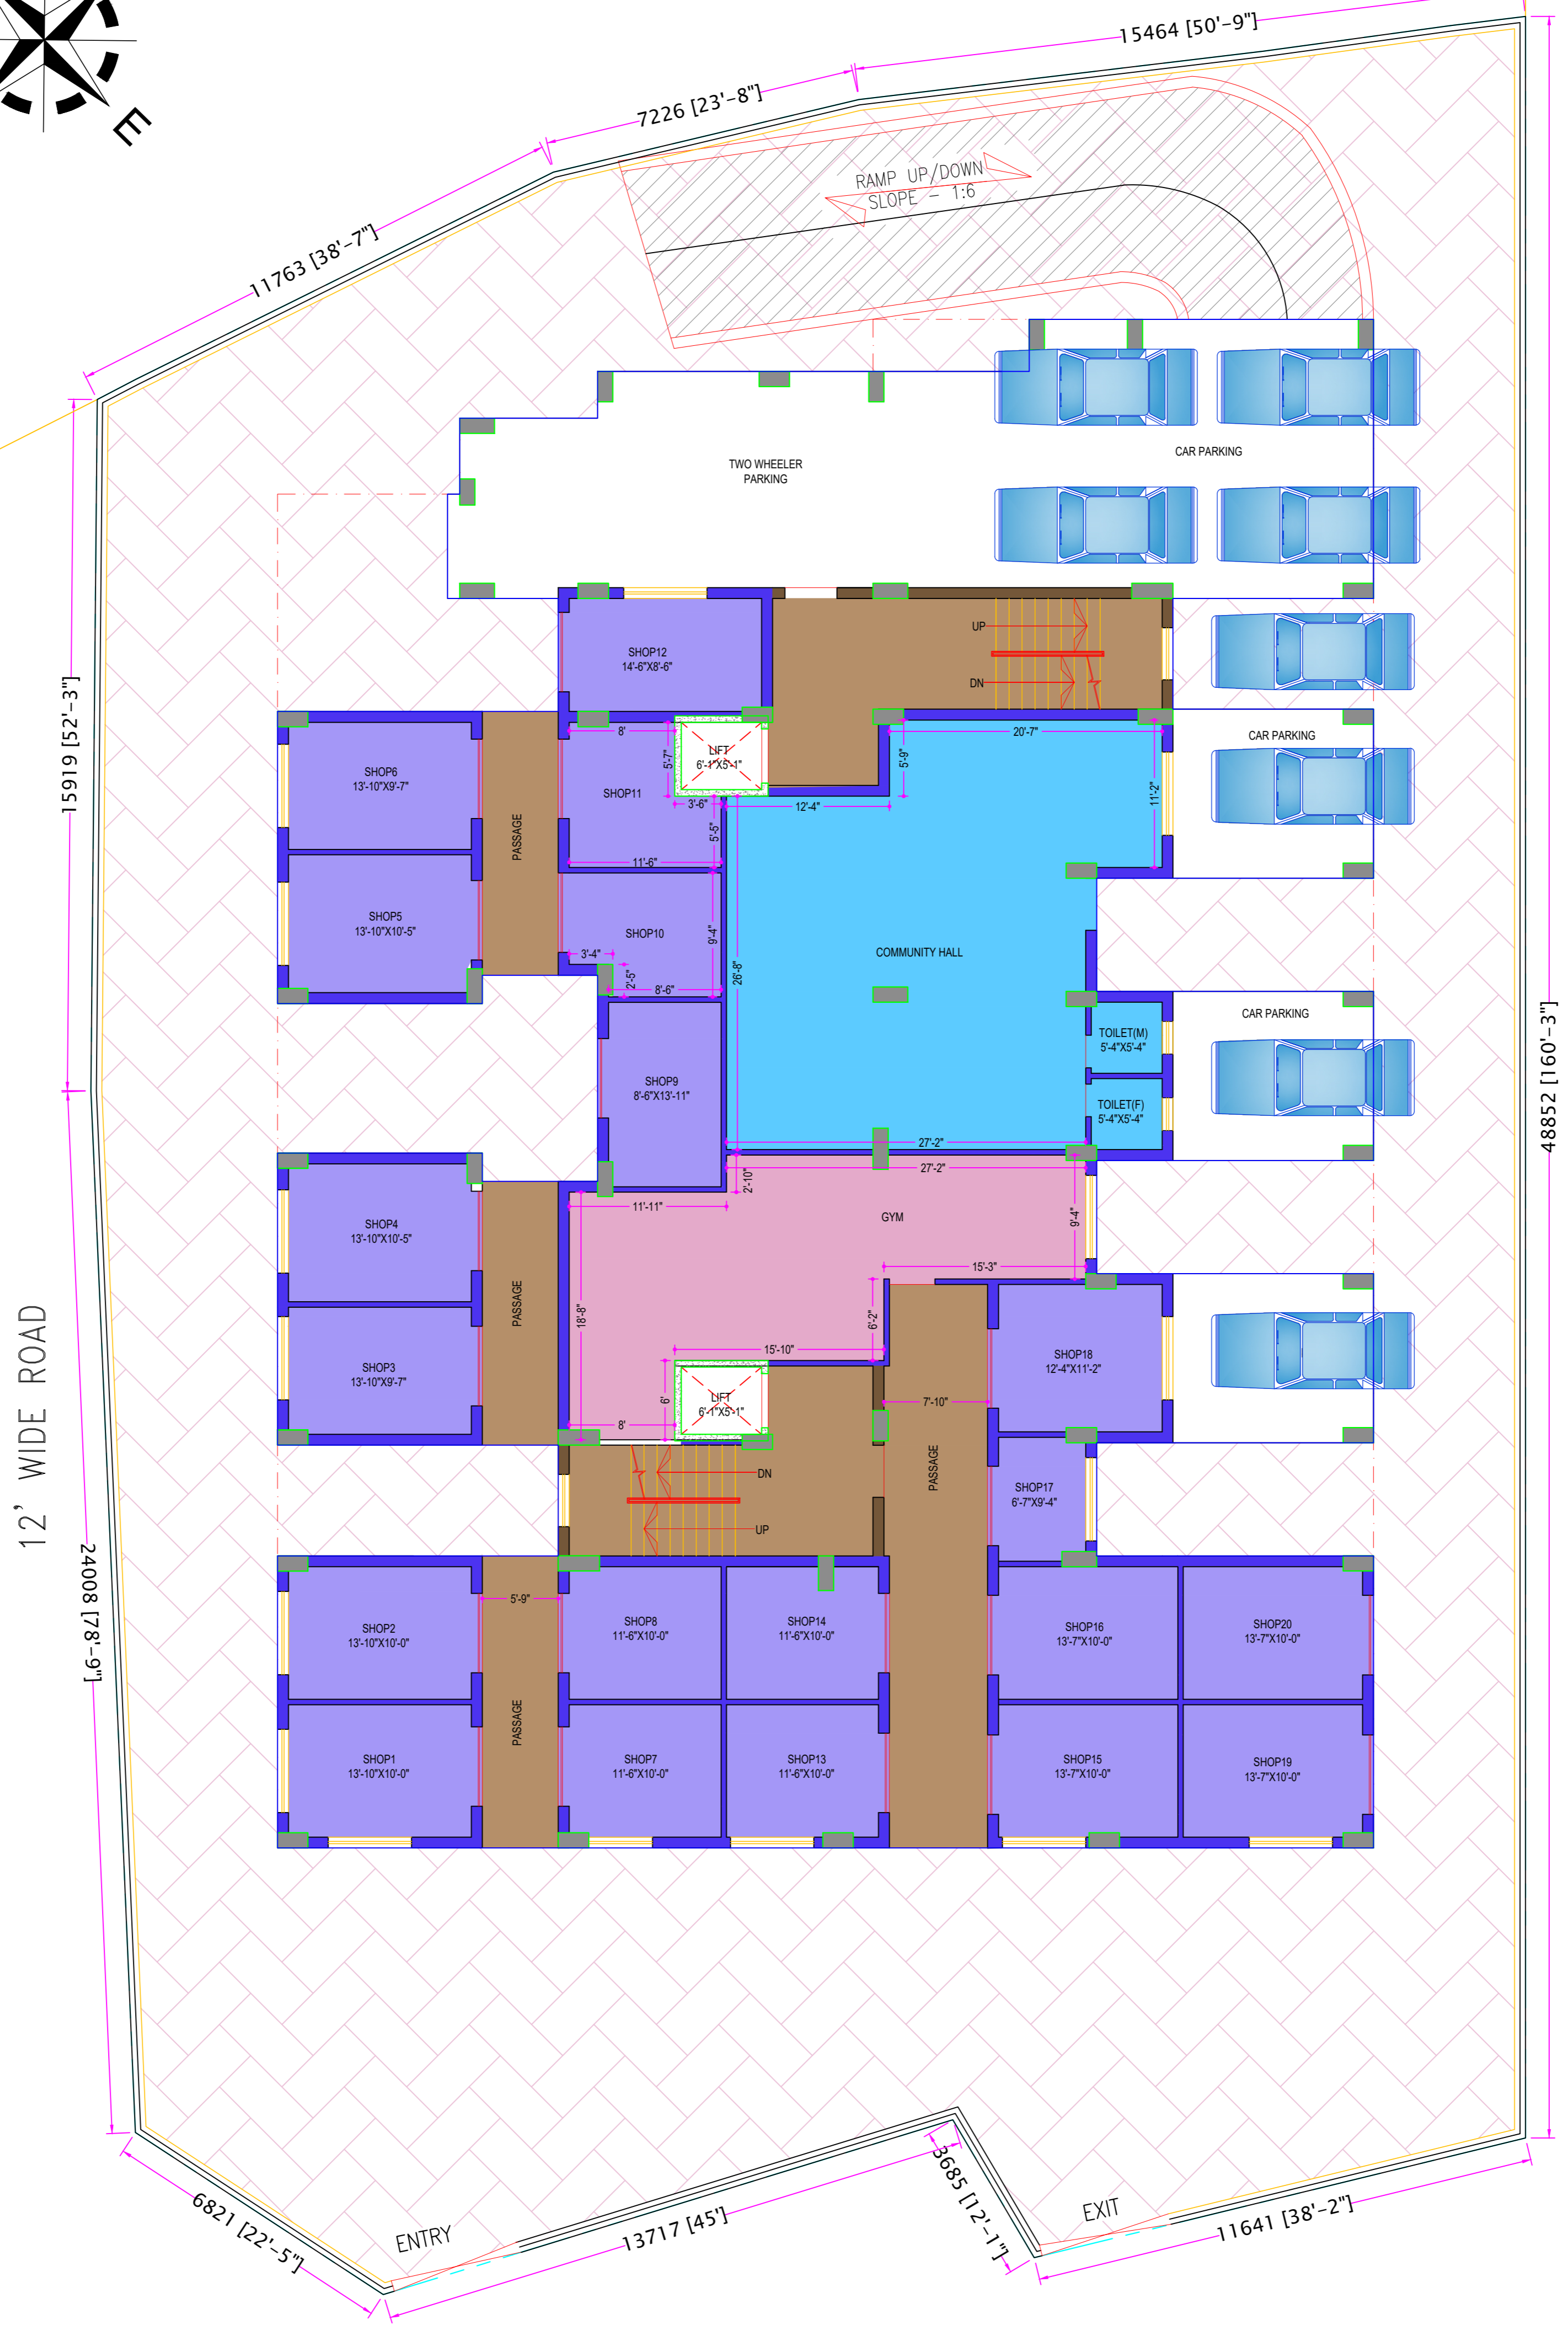 15464 [50'-9"]
7226 [23'-8"]
E
RAMP UP/DOWN
SLOPE - 1:6
11763 [38'-7"]
CAR PARKING
TWO WHEELER
PARKING
UP
SHOP12
14'-6"X8'-6"
DN
15919 [52'-3"]
8'
20'-7"
CAR PARKING
5'-7"
LIFT
6'-1"X5'-1"
5'-9"
SHOP6
13'-10"X9'-7"
SHOP11
11'-2"
3'-6"
12'-4"
PASSAGE
5'-5"
11'-6"
SHOP5
13'-10"X10'-5"
SHOP10
9'-4"
3'-4"
COMMUNITY HALL
26'-8"
2'-5"
8'-6"
CAR PARKING
TOILET(M)
5'-4"X5'-4"
48852 [160'-3"]
SHOP9
8'-6"X13'-11"
TOILET(F)
5'-4"X5'-4"
27'-2"
27'-2"
2'-10"
11'-11"
GYM
9'-4"
SHOP4
13'-10"X10'-5"
15'-3"
PASSAGE
18'-8"
6'-2"
12' WIDE ROAD
15'-10"
SHOP18
12'-4"X11'-2"
SHOP3
13'-10"X9'-7"
6'
LIFT
6'-1"X5'-1"
7'-10"
8'
DN
PASSAGE
SHOP17
6'-7"X9'-4"
UP
24008 [78'-9"]
5'-9"
SHOP2
13'-10"X10'-0"
SHOP8
11'-6"X10'-0"
SHOP14
11'-6"X10'-0"
SHOP16
13'-7"X10'-0"
SHOP20
13'-7"X10'-0"
PASSAGE
SHOP1
13'-10"X10'-0"
SHOP7
11'-6"X10'-0"
SHOP13
11'-6"X10'-0"
SHOP15
13'-7"X10'-0"
SHOP19
13'-7"X10'-0"
6821 [22'-5"]
ENTRY
13717 [45']
3685 [12'-1"]
EXIT
11641 [38'-2"]